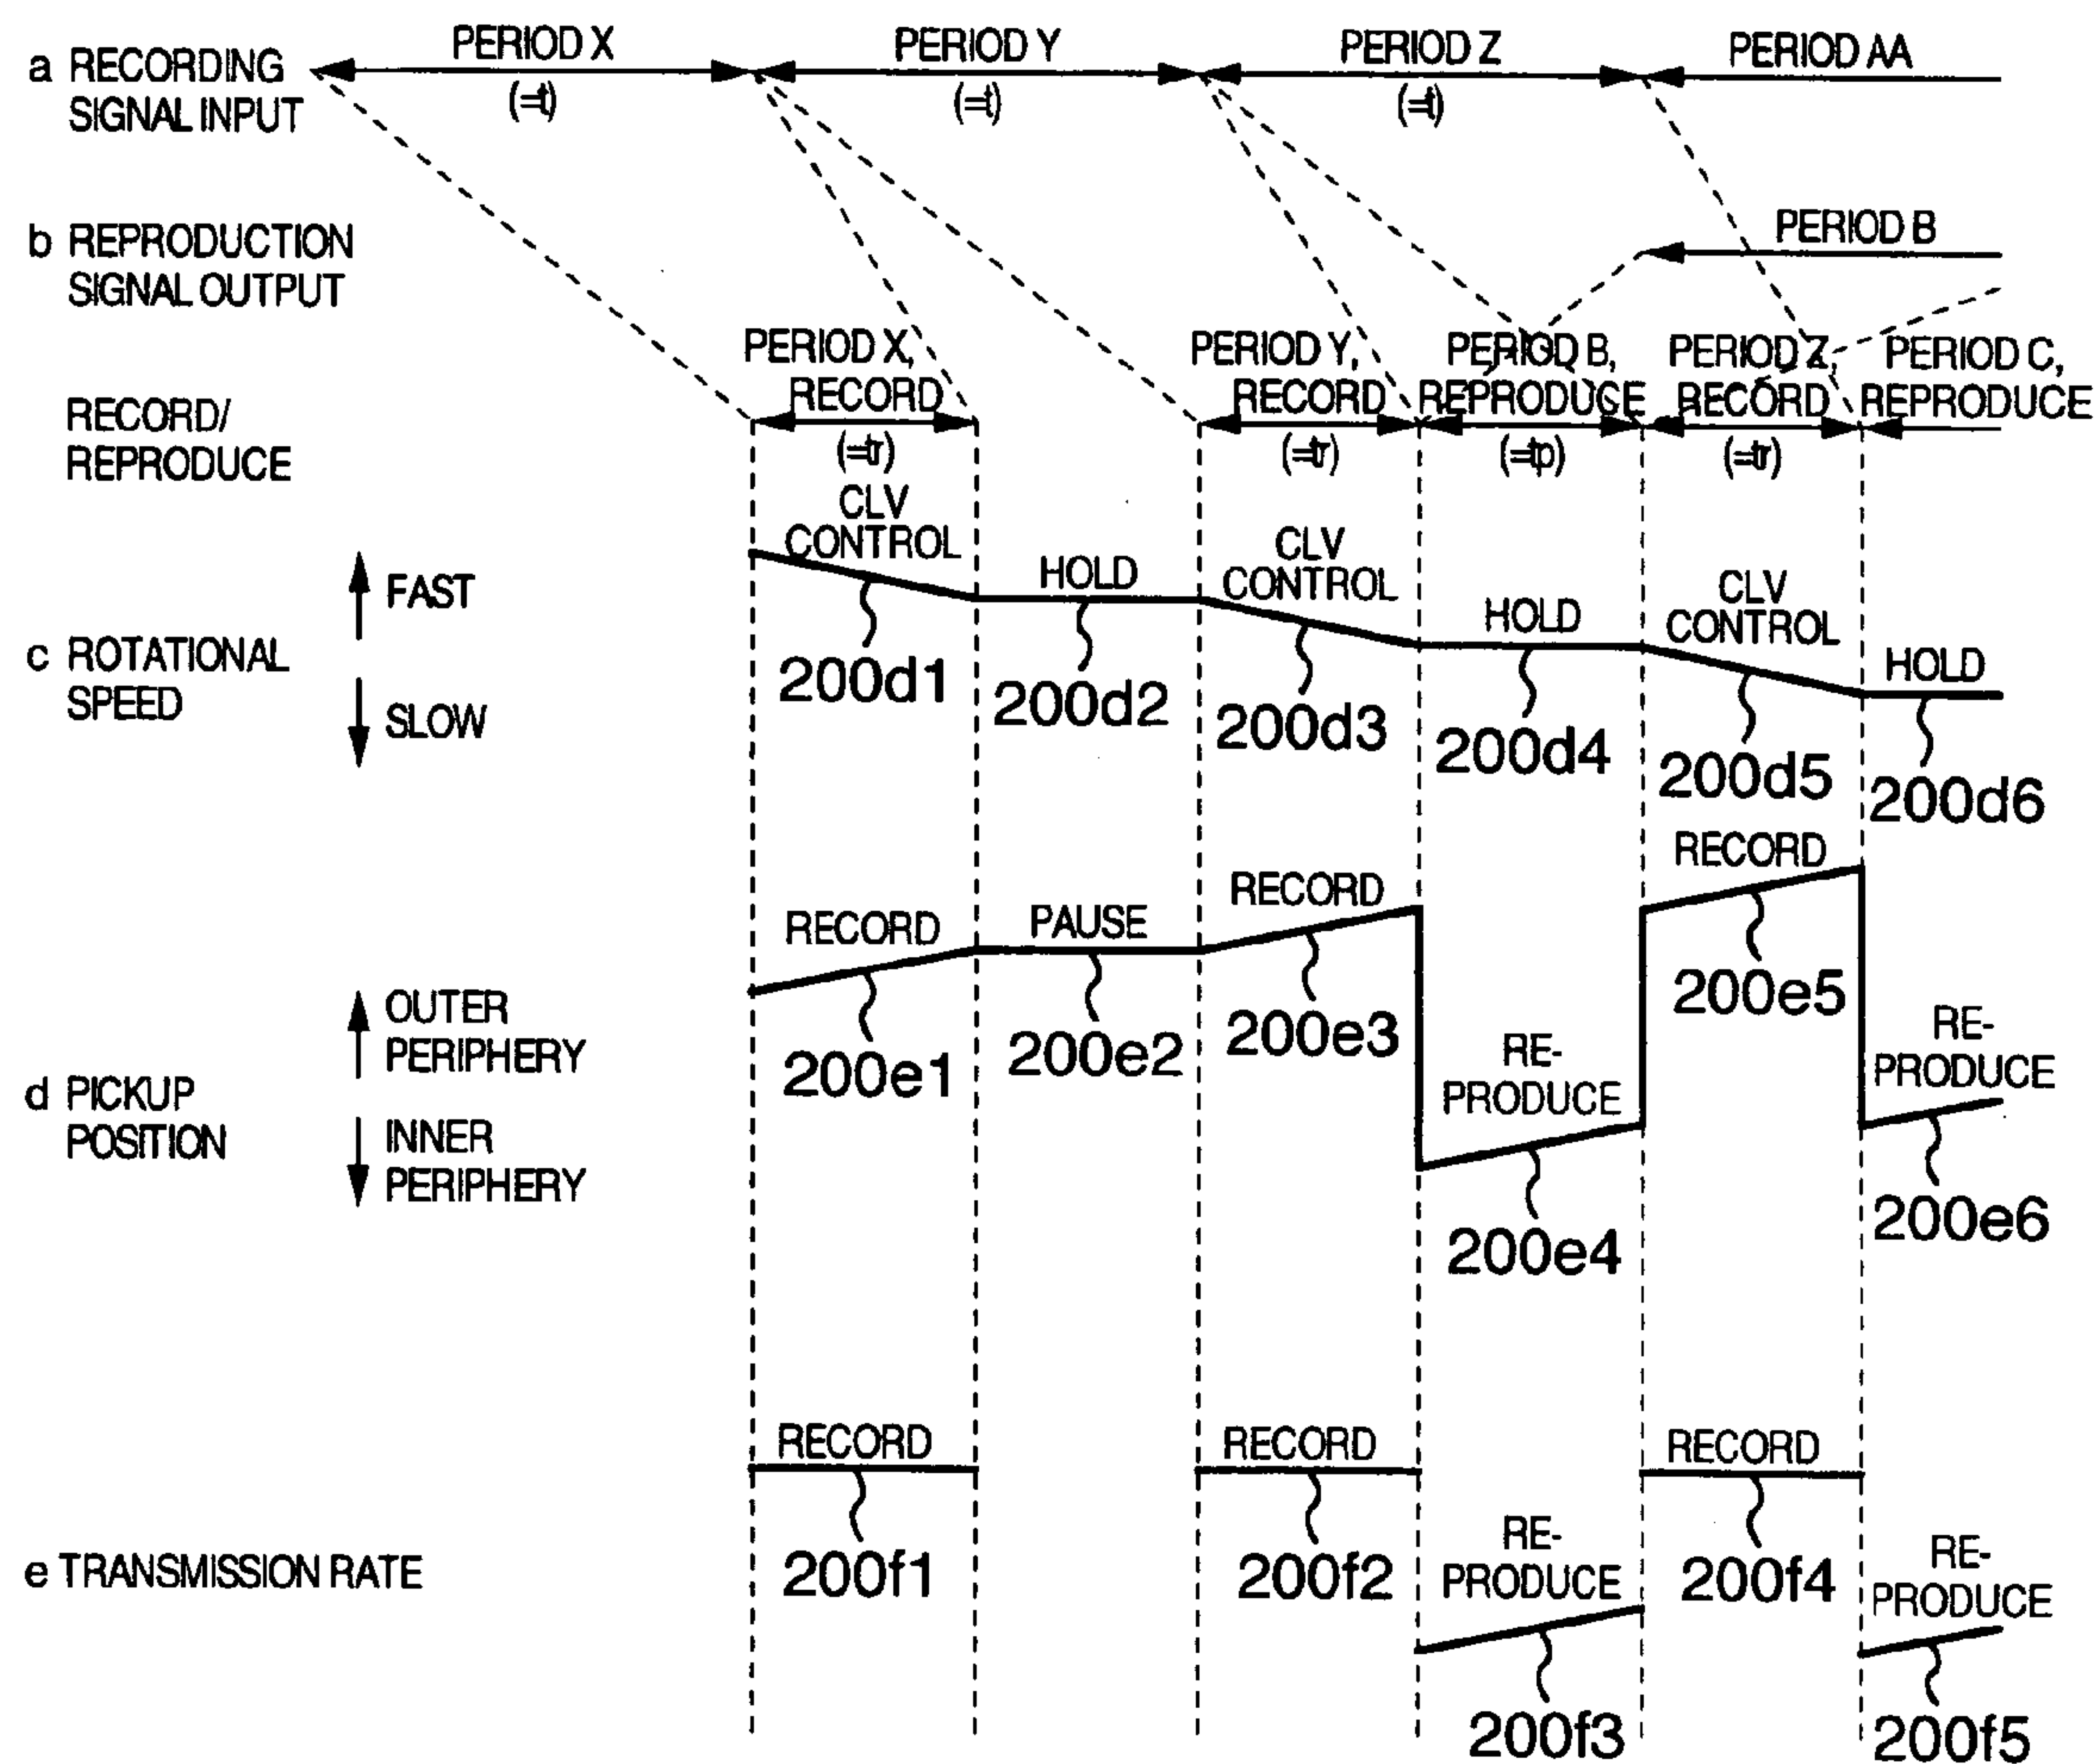 a RECORDING
SIGNAL INPUT
PERIOD X
(=t)
PERIOD Y
(=t)
PERIOD Z
(=t)
PERIOD AA
b REPRODUCTION
SIGNAL OUTPUT
PERIOD B
RECORD/
REPRODUCE
PERIOD X,
RECORD
(=tr)
PERIOD Y,
RECORD
(=tr)
PERIOD B,
REPRODUCE
(=tp)
PERIOD Z,
RECORD
(=tr)
PERIOD C,
REPRODUCE
c ROTATIONAL
SPEED
FAST
SLOW
CLV
CONTROL
200d1
HOLD
200d2
CLV
CONTROL
200d3
HOLD
200d4
CLV
CONTROL
200d5
HOLD
200d6
d PICKUP
POSITION
OUTER
PERIPHERY
INNER
PERIPHERY
RECORD
200e1
PAUSE
200e2
RECORD
200e3
RE-
PRODUCE
200e4
RECORD
200e5
RE-
PRODUCE
200e6
e TRANSMISSION RATE
RECORD
200f1
RECORD
200f2
RE-
PRODUCE
200f3
RECORD
200f4
RE-
PRODUCE
200f5